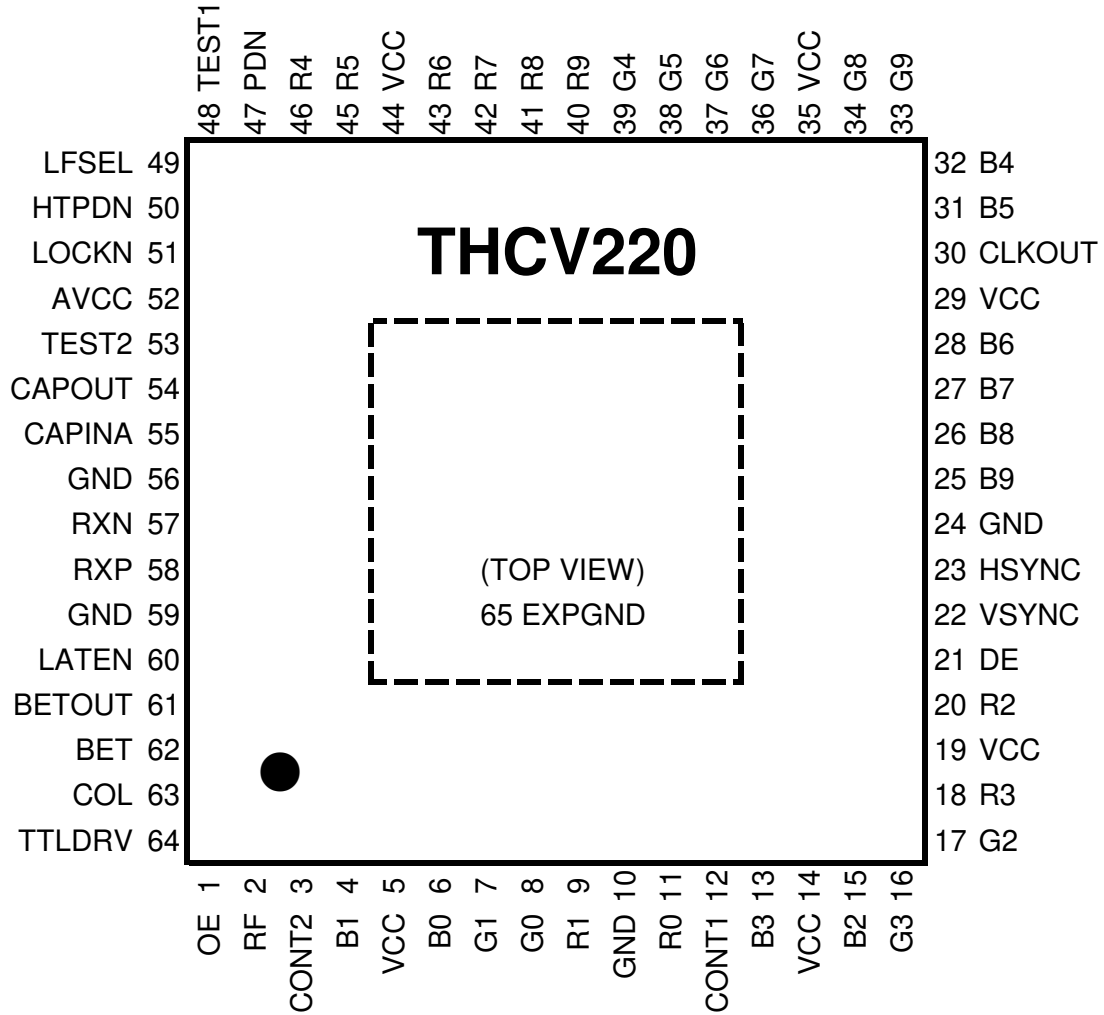 48 TEST1
47 PDN
46 R4
45 R5
44 VCC
43 R6
42 R7
41 R8
40 R9
39 G4
38 G5
37 G6
36 G7
35 VCC
34 G8
33 G9
LFSEL 49
HTPDN 50
LOCKN 51
AVCC 52
TEST2 53
CAPOUT 54
CAPINA 55
GND 56
RXN 57
RXP 58
GND 59
LATEN 60
BETOUT 61
BET 62
COL 63
TTLDRV 64
THCV220
(TOP VIEW)
65 EXPGND
32 B4
31 B5
30 CLKOUT
29 VCC
28 B6
27 B7
26 B8
25 B9
24 GND
23 HSYNC
22 VSYNC
21 DE
20 R2
19 VCC
18 R3
17 G2
OE 1
RF 2
CONT2 3
B1 4
VCC 5
B0 6
G1 7
G0 8
R1 9
GND 10
R0 11
CONT1 12
B3 13
VCC 14
B2 15
G3 16